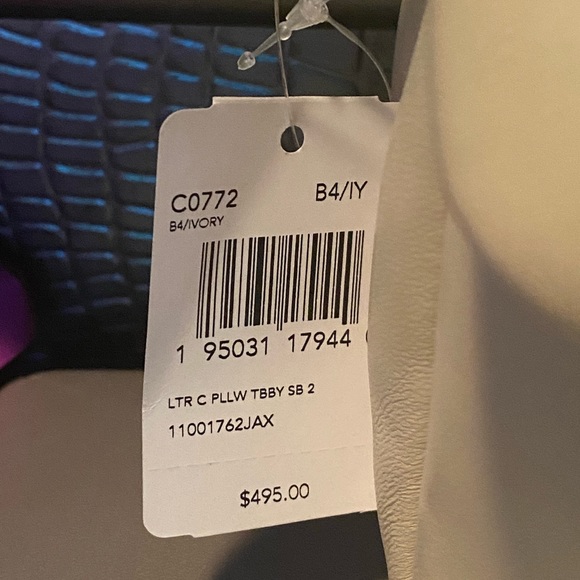 C0772 B4/IY
B4/IVORY
1 95031 17944
LTR C PLLW TBBY SB 2
11001762JAX
$495.00